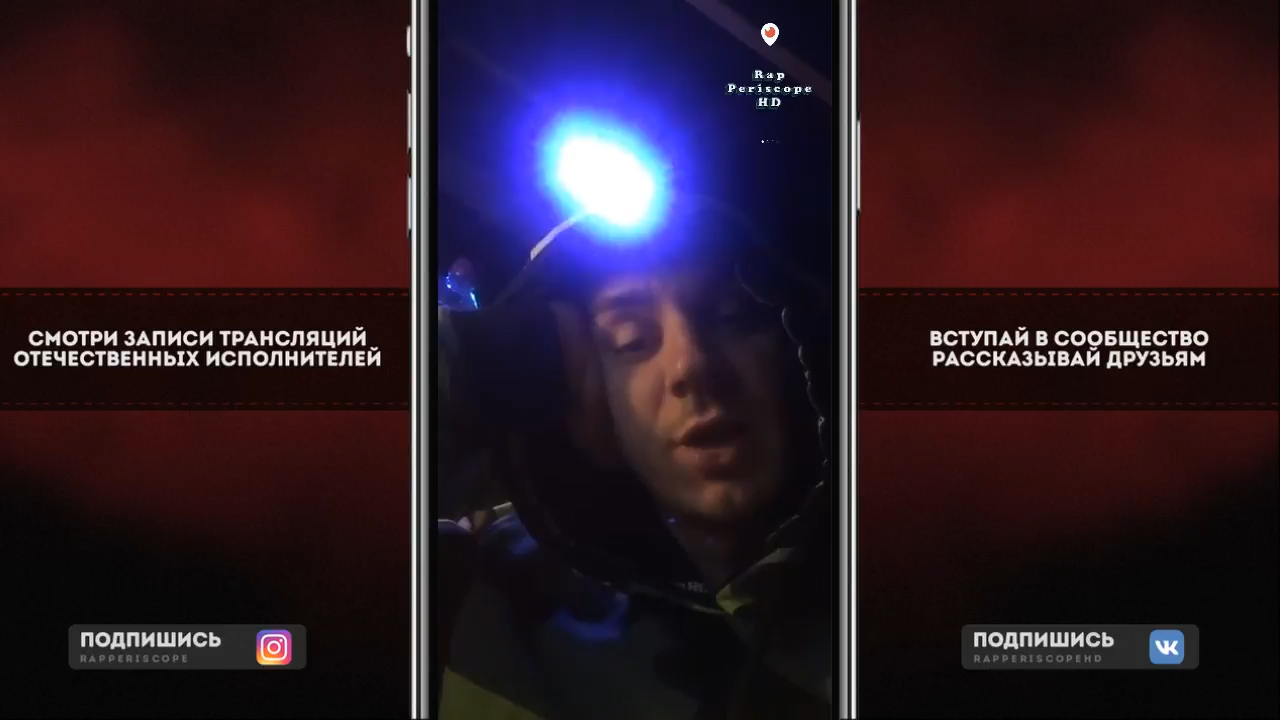 Rap
Periscope
HD
СМОТРИ ЗАПИСИ ТРАНСЛЯЦИЙ
ОТЕЧЕСТВЕННЫХ ИСПОЛНИТЕЛЕЙ
ВСТУПАЙ В СООБЩЕСТВО
РАССКАЗЫВАЙ ДРУЗЬЯМ
ПОДПИШИСЬ
RAPPERISCOPE
ПОДПИШИСЬ
RAPPERISCOPEHD